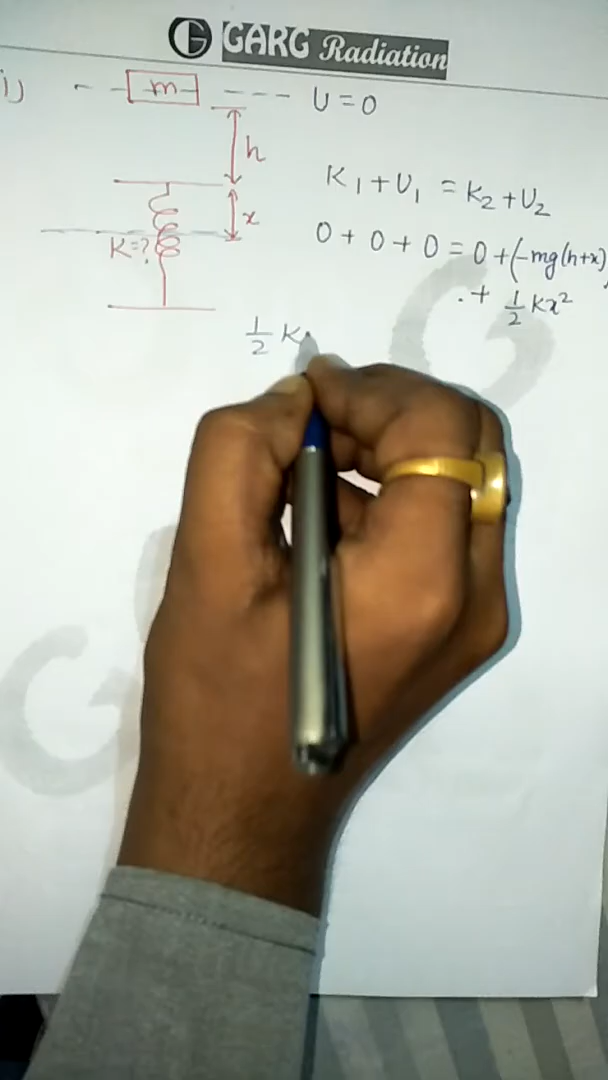 G GARG Radiation
i) m U = 0
h
K₁ + U₁ = K₂ + U₂
x
K=?
0 + 0 + 0 = 0 + (-mg(h+x)
+ 1/2 Kx²
1/2 K